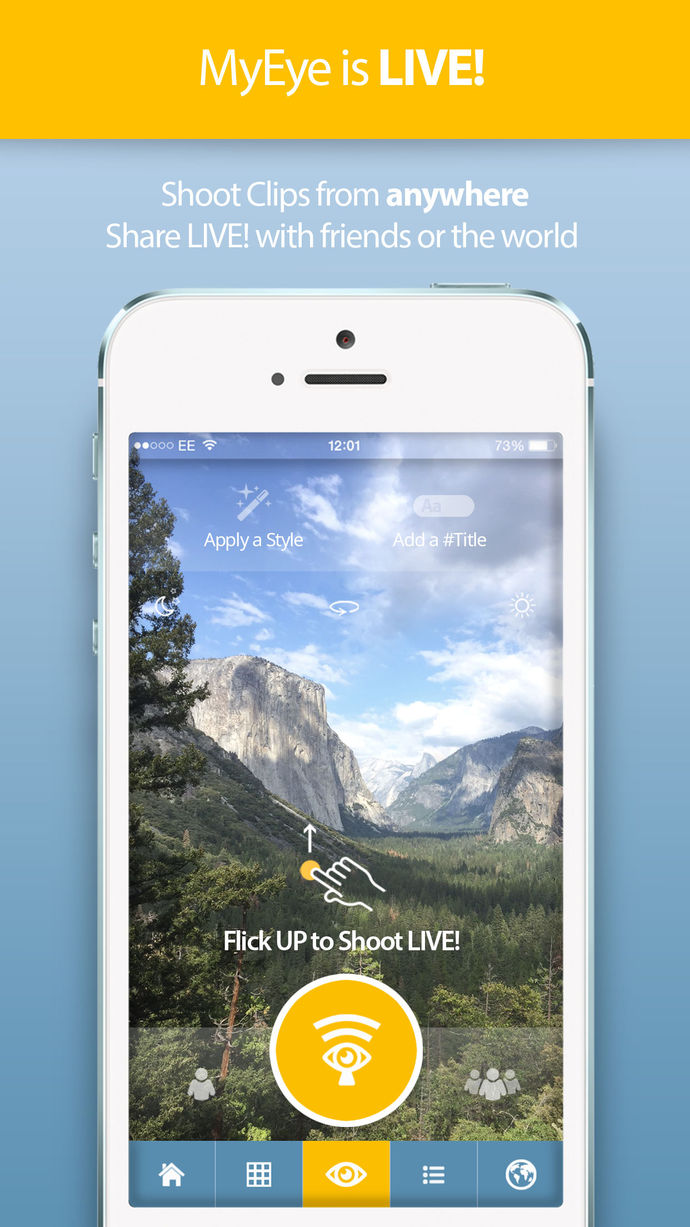 MyEye is LIVE!
Shoot Clips from anywhere
Share LIVE! with friends or the world
EE 12:01 73%
Aa
Apply a Style Add a #Title
Flick UP to Shoot LIVE!